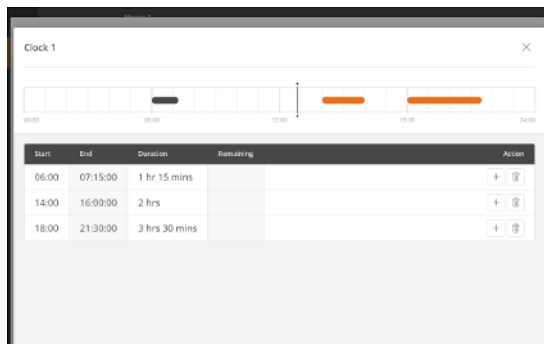 Clock 1
00:00 06:00 12:00 18:00 24:00
Start End Duration Remaining Action
06:00 07:15:00 1 hr 15 mins
14:00 16:00:00 2 hrs
18:00 21:30:00 3 hrs 30 mins